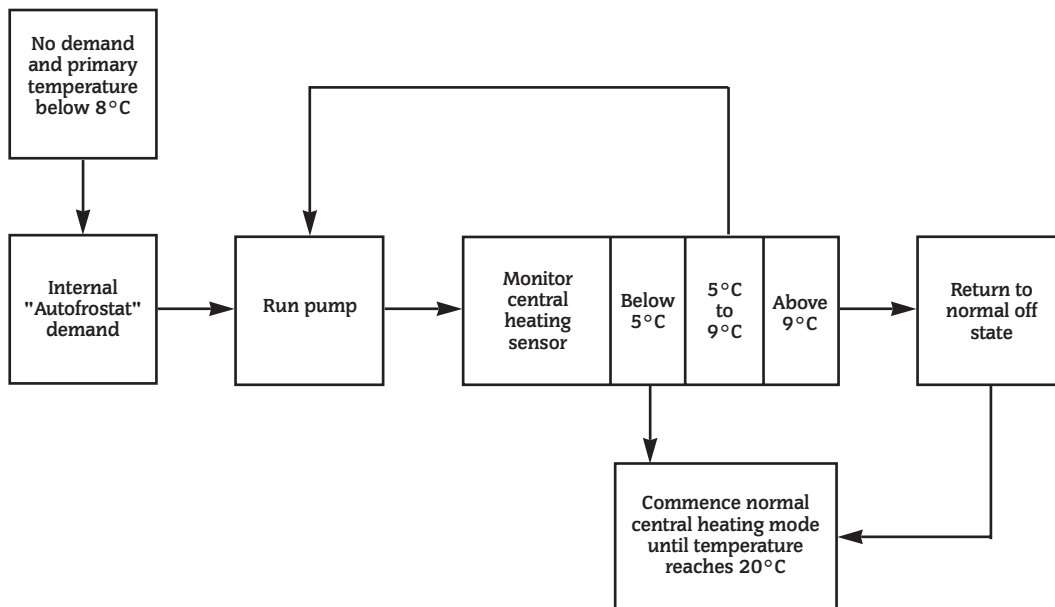 No demand
and primary
temperature
below 8°C
Internal
"Autofrostat"
demand
Run pump
Monitor
central
heating
sensor
Below
5°C
5°C
to
9°C
Above
9°C
Return to
normal off
state
Commence normal
central heating mode
until temperature
reaches 20°C